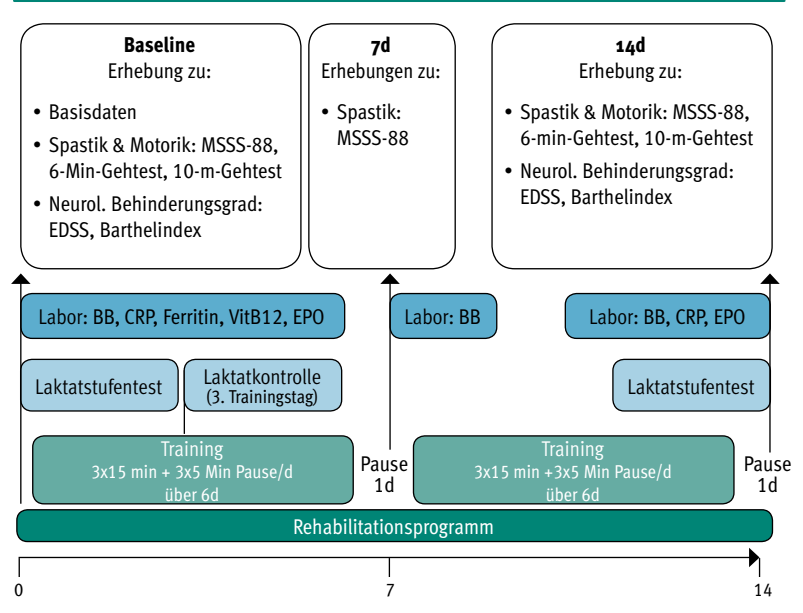 Baseline
Erhebung zu:
• Basisdaten
• Spastik & Motorik: MSSS-88,
6-Min-Gehtest, 10-m-Gehtest
• Neurol. Behinderungsgrad:
EDSS, Barthelindex
7d
Erhebungen zu:
• Spastik:
MSSS-88
14d
Erhebung zu:
• Spastik & Motorik: MSSS-88,
6-min-Gehtest, 10-m-Gehtest
• Neurol. Behinderungsgrad:
EDSS, Barthelindex
Labor: BB, CRP, Ferritin, VitB12, EPO
Labor: BB
Labor: BB, CRP, EPO
Laktatstufentest
Laktatkontrolle
(3. Trainingstag)
Laktatstufentest
Training
3x15 min + 3x5 Min Pause/d
über 6d
Pause
1d
Training
3x15 min +3x5 Min Pause/d
über 6d
Pause
1d
Rehabilitationsprogramm
0
7
14